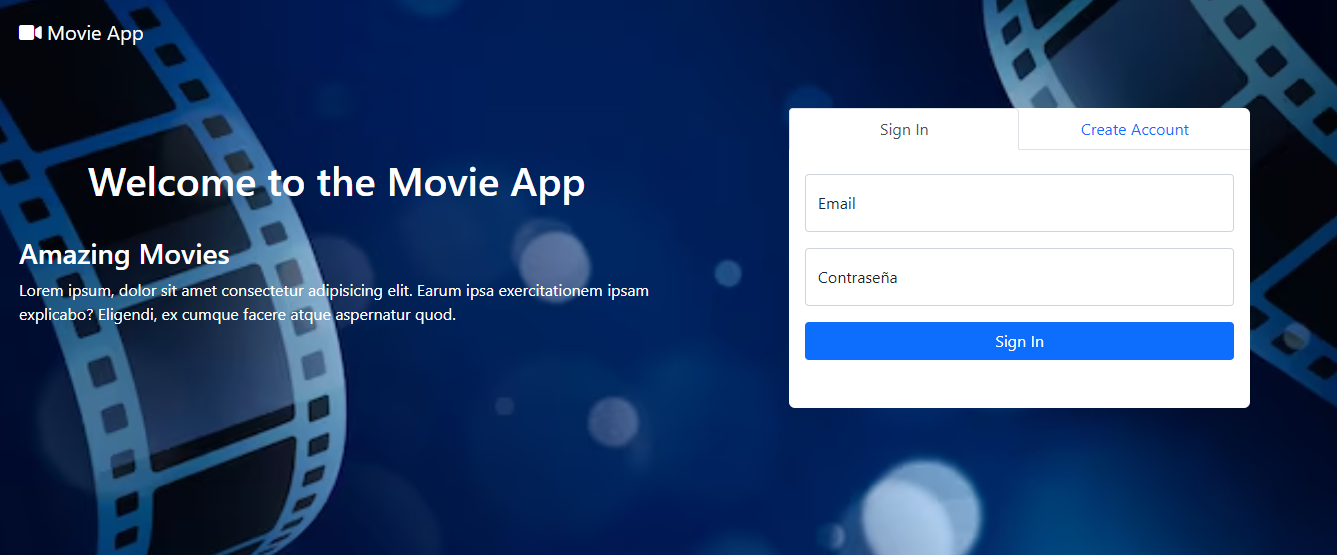 Movie App
Welcome to the Movie App
Amazing Movies
Lorem ipsum, dolor sit amet consectetur adipisicing elit. Earum ipsa exercitationem ipsam
explicabo? Eligendi, ex cumque facere atque aspernatur quod.
Sign In
Create Account
Email
Contraseña
Sign In